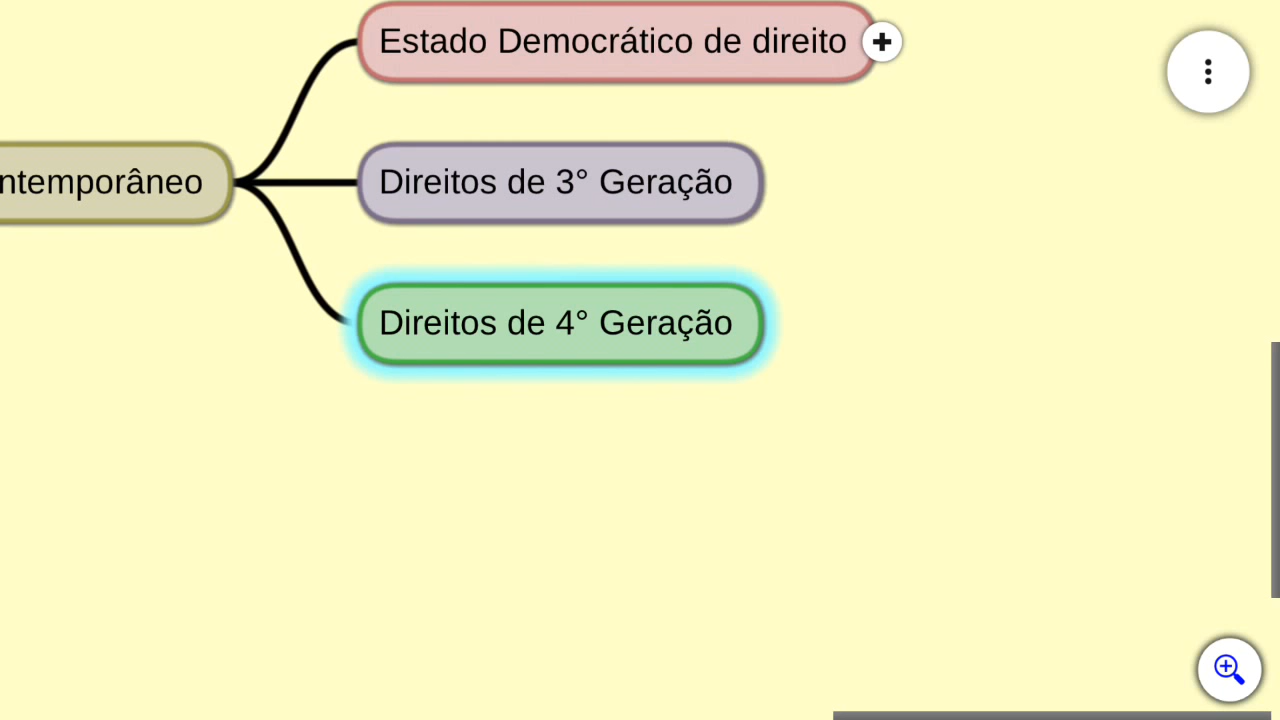 Estado Democrático de direito
ntemporâneo
Direitos de 3° Geração
Direitos de 4° Geração